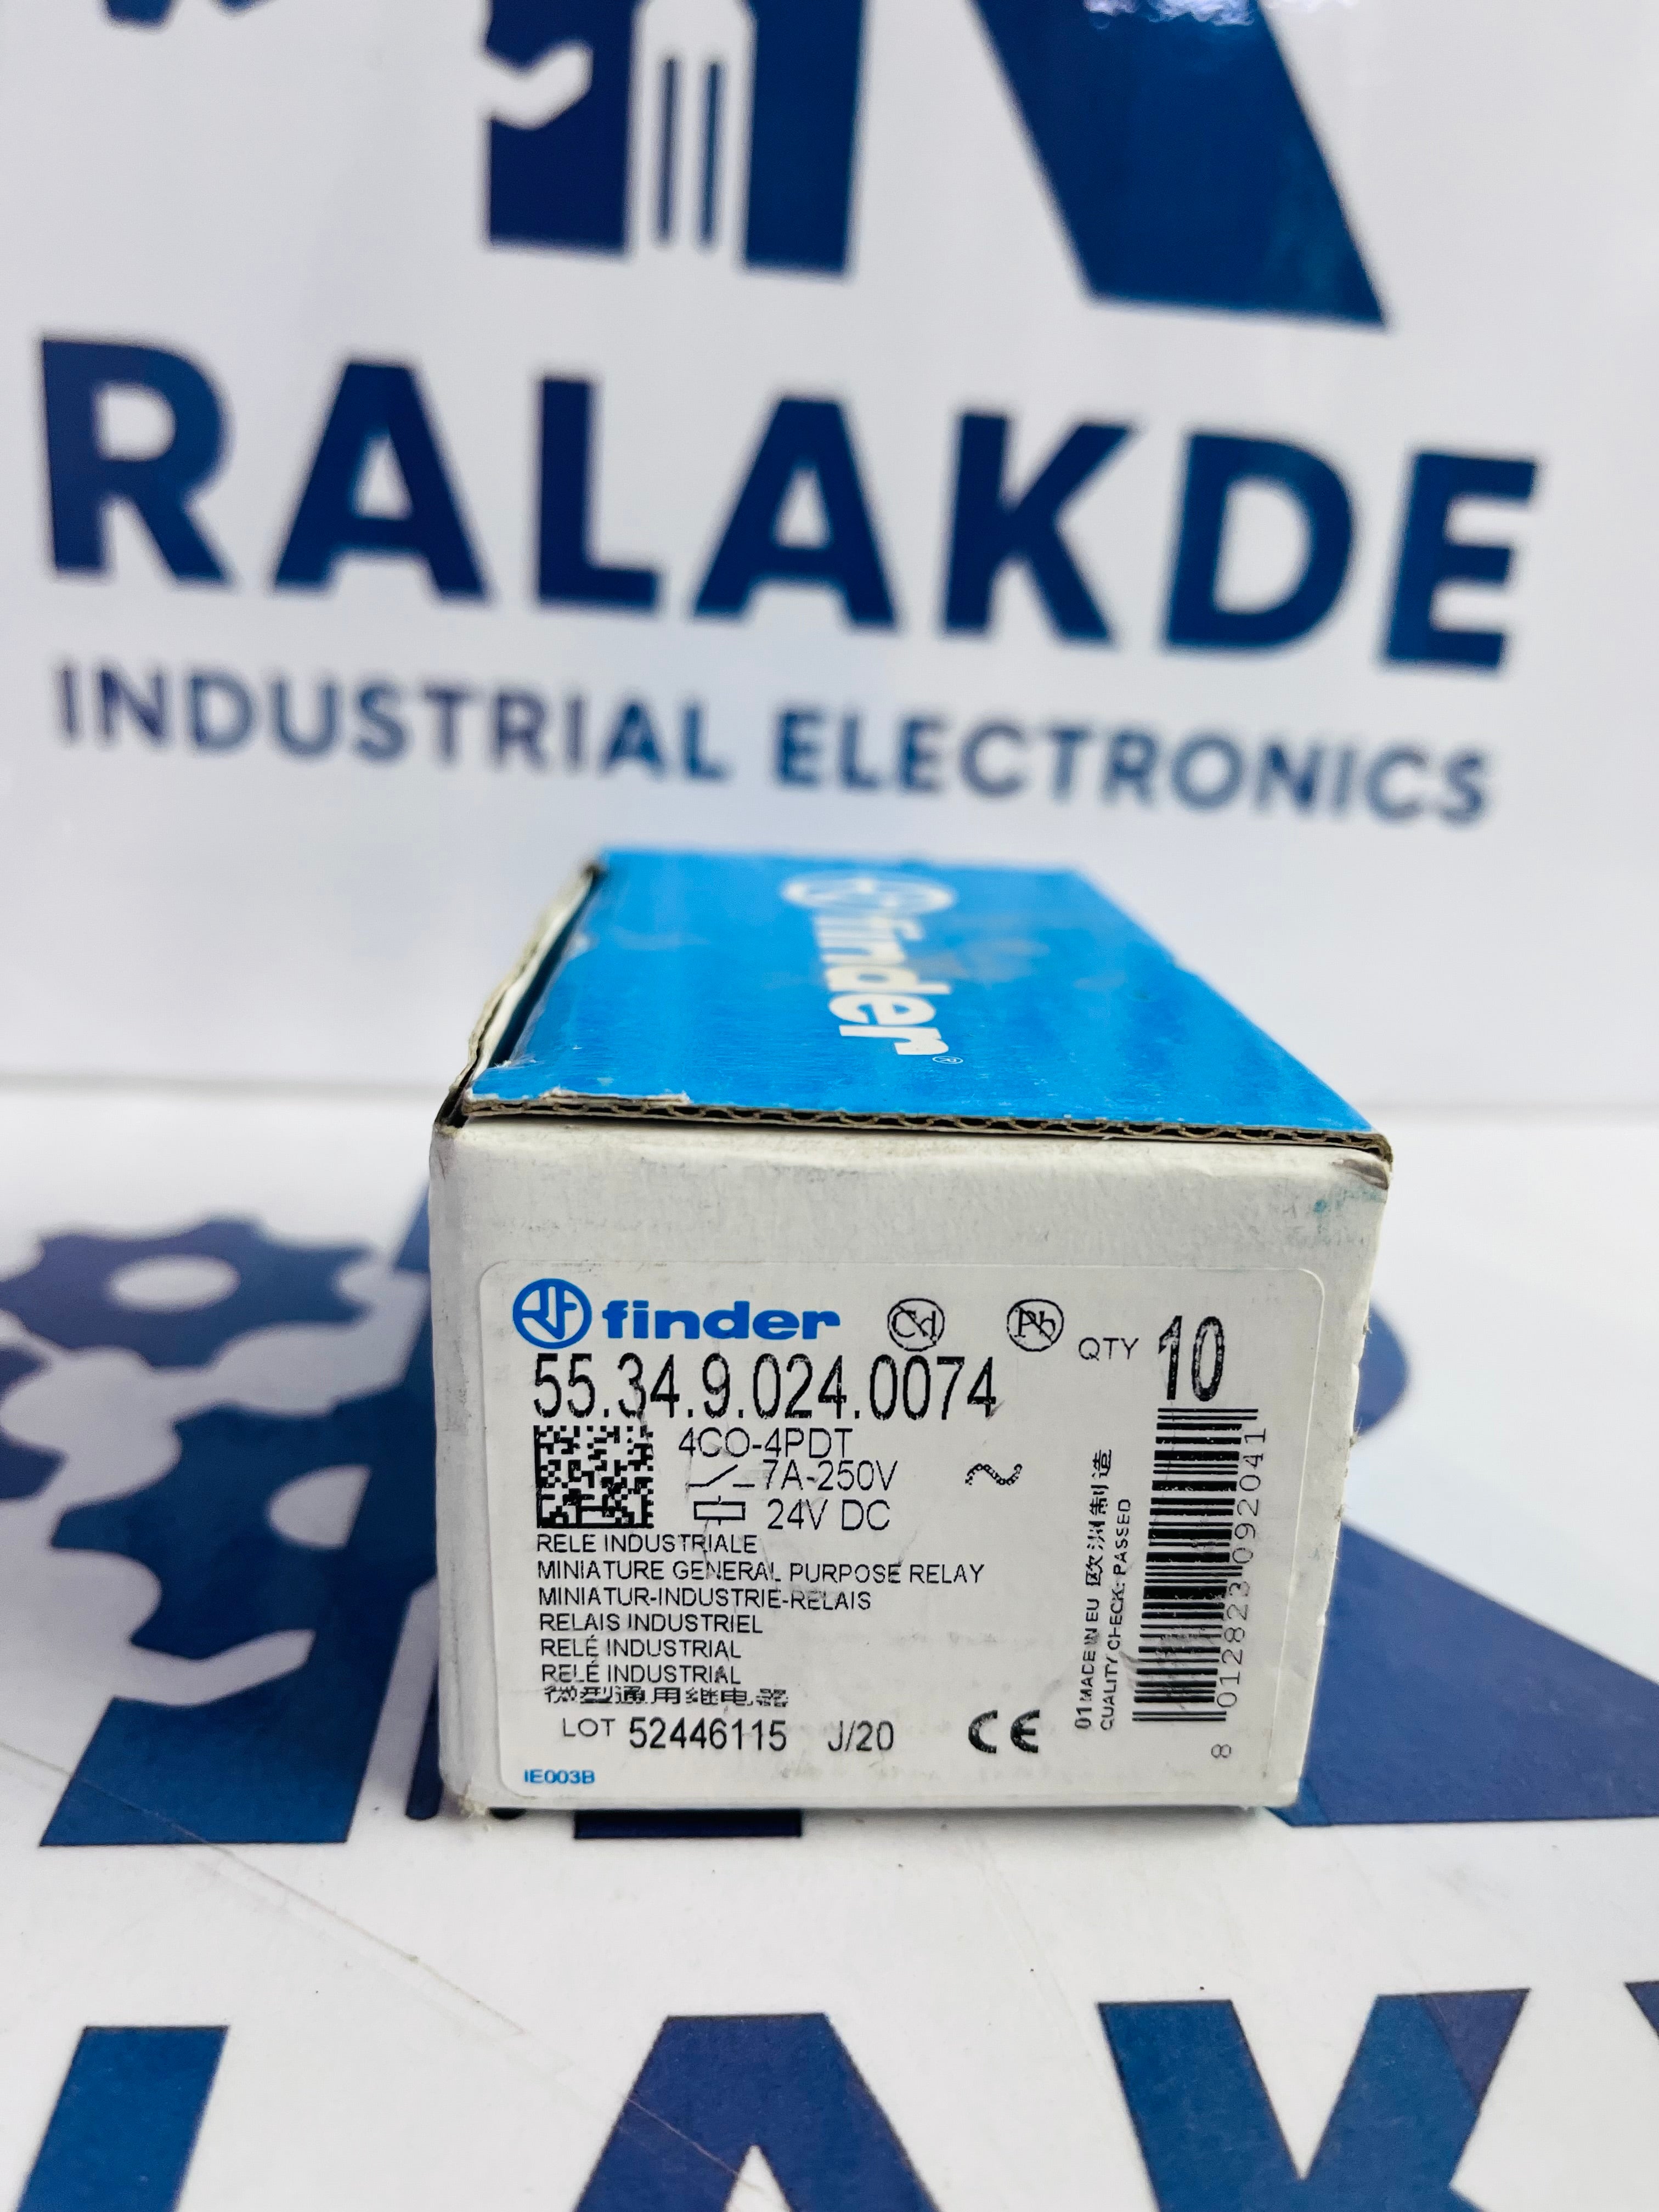 RALAKDE
INDUSTRIAL ELECTRONICS
finder®
finder
Cd
Pb
QTY 10
55.34.9.024.0074
4CO-4PDT
7A-250V
24V DC
RELE INDUSTRIALE
MINIATURE GENERAL PURPOSE RELAY
MINIATUR-INDUSTRIE-RELAIS
RELAIS INDUSTRIEL
RELÉ INDUSTRIAL
RELÉ INDUSTRIAL
微型通用继电器
LOT 52446115 J/20
CE
IE003B
01 MADE IN EU 欧洲制造
QUALITY CHECK: PASSED
8 012823 092041